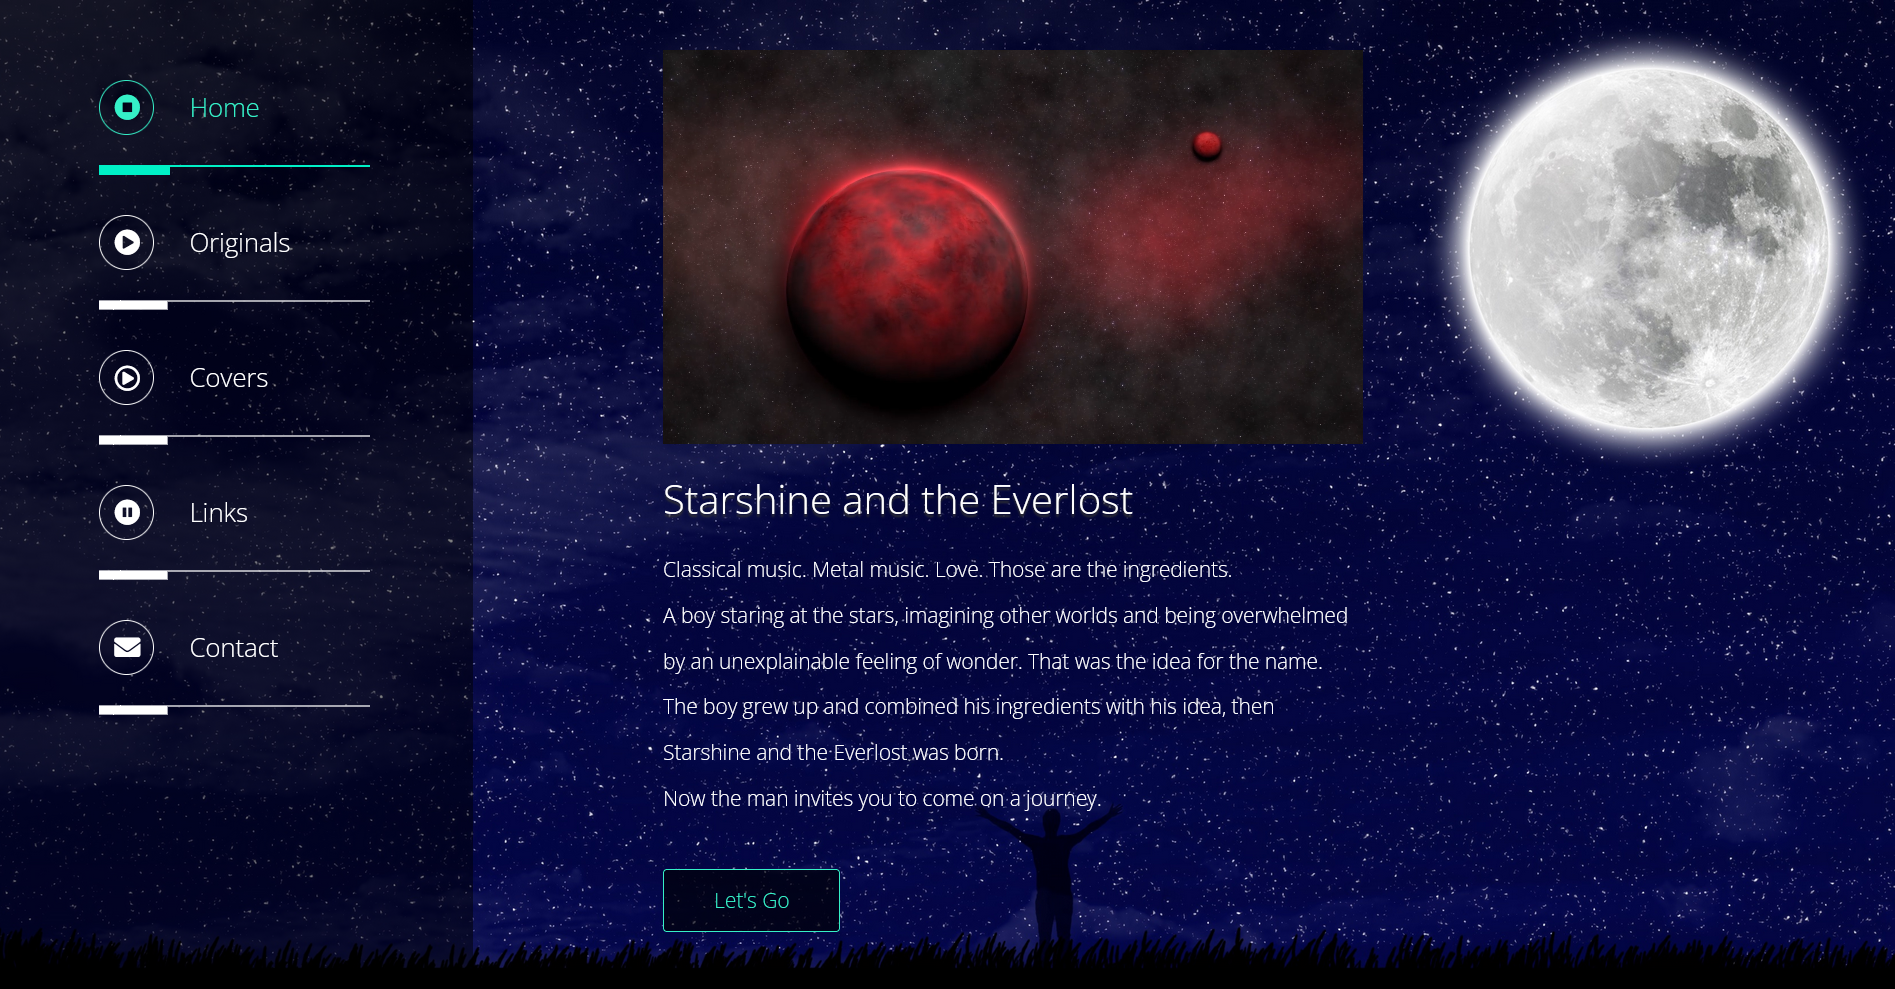 Home
Originals
Covers
Links
Contact
Starshine and the Everlost
Classical music. Metal music. Love. Those are the ingredients.
A boy staring at the stars, imagining other worlds and being overwhelmed
by an unexplainable feeling of wonder. That was the idea for the name.
The boy grew up and combined his ingredients with his idea, then
Starshine and the Everlost was born.
Now the man invites you to come on a journey.
Let's Go